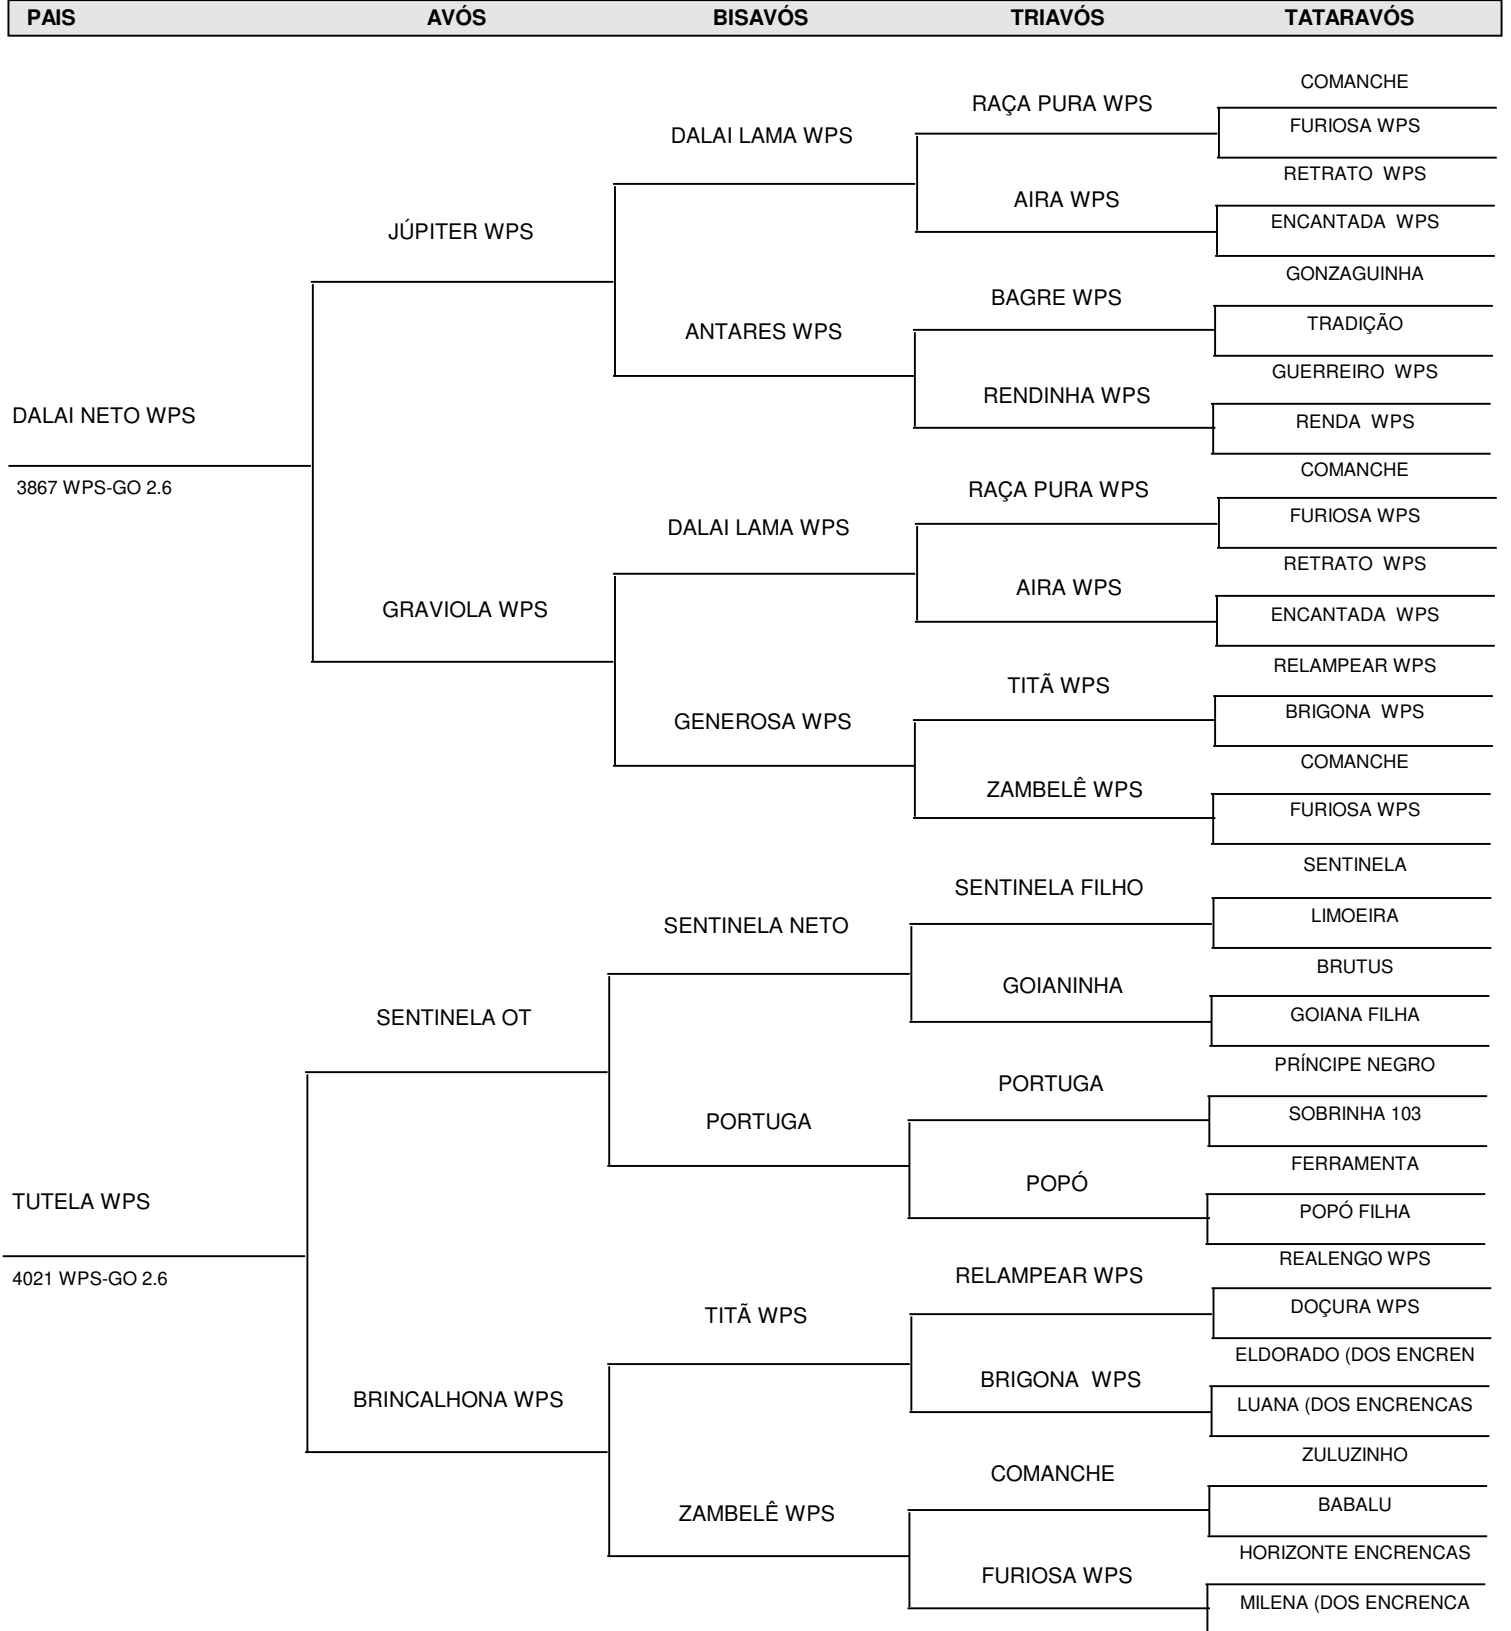 PAIS AVÓS BISAVÓS TRIAVÓS TATARAVÓS
COMANCHE
RAÇA PURA WPS
FURIOSA WPS
DALAI LAMA WPS
RETRATO WPS
AIRA WPS
ENCANTADA WPS
JÚPITER WPS
GONZAGUINHA
BAGRE WPS
TRADIÇÃO
ANTARES WPS
GUERREIRO WPS
RENDINHA WPS
DALAI NETO WPS
RENDA WPS
COMANCHE
3867 WPS-GO 2.6
RAÇA PURA WPS
FURIOSA WPS
DALAI LAMA WPS
RETRATO WPS
AIRA WPS
GRAVIOLA WPS
ENCANTADA WPS
RELAMPEAR WPS
TITÃ WPS
BRIGONA WPS
GENEROSA WPS
COMANCHE
ZAMBELÊ WPS
FURIOSA WPS
SENTINELA
SENTINELA FILHO
LIMOEIRA
SENTINELA NETO
BRUTUS
GOIANINHA
GOIANA FILHA
SENTINELA OT
PRÍNCIPE NEGRO
PORTUGA
SOBRINHA 103
PORTUGA
FERRAMENTA
POPÓ
TUTELA WPS
POPÓ FILHA
REALENGO WPS
4021 WPS-GO 2.6
RELAMPEAR WPS
DOÇURA WPS
TITÃ WPS
ELDORADO (DOS ENCREN
BRIGONA WPS
BRINCALHONA WPS
LUANA (DOS ENCRENCAS
ZULUZINHO
COMANCHE
BABALU
ZAMBELÊ WPS
HORIZONTE ENCRENCAS
FURIOSA WPS
MILENA (DOS ENCRENCA